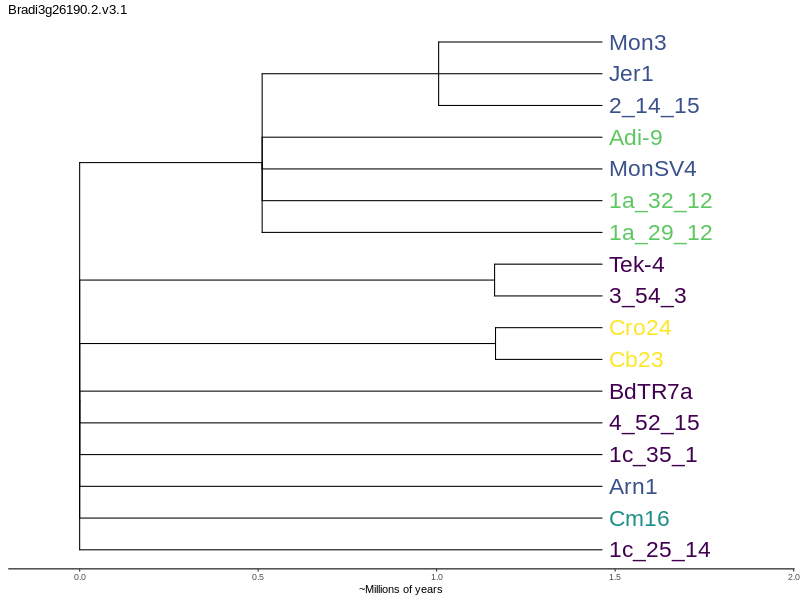 Bradi3g26190.2.v3.1
Mon3
Jer1
2_14_15
Adi-9
MonSV4
1a_32_12
1a_29_12
Tek-4
3_54_3
Cro24
Cb23
BdTR7a
4_52_15
1c_35_1
Arn1
Cm16
1c_25_14
0.0 0.5 1.0 1.5 2.0
~Millions of years